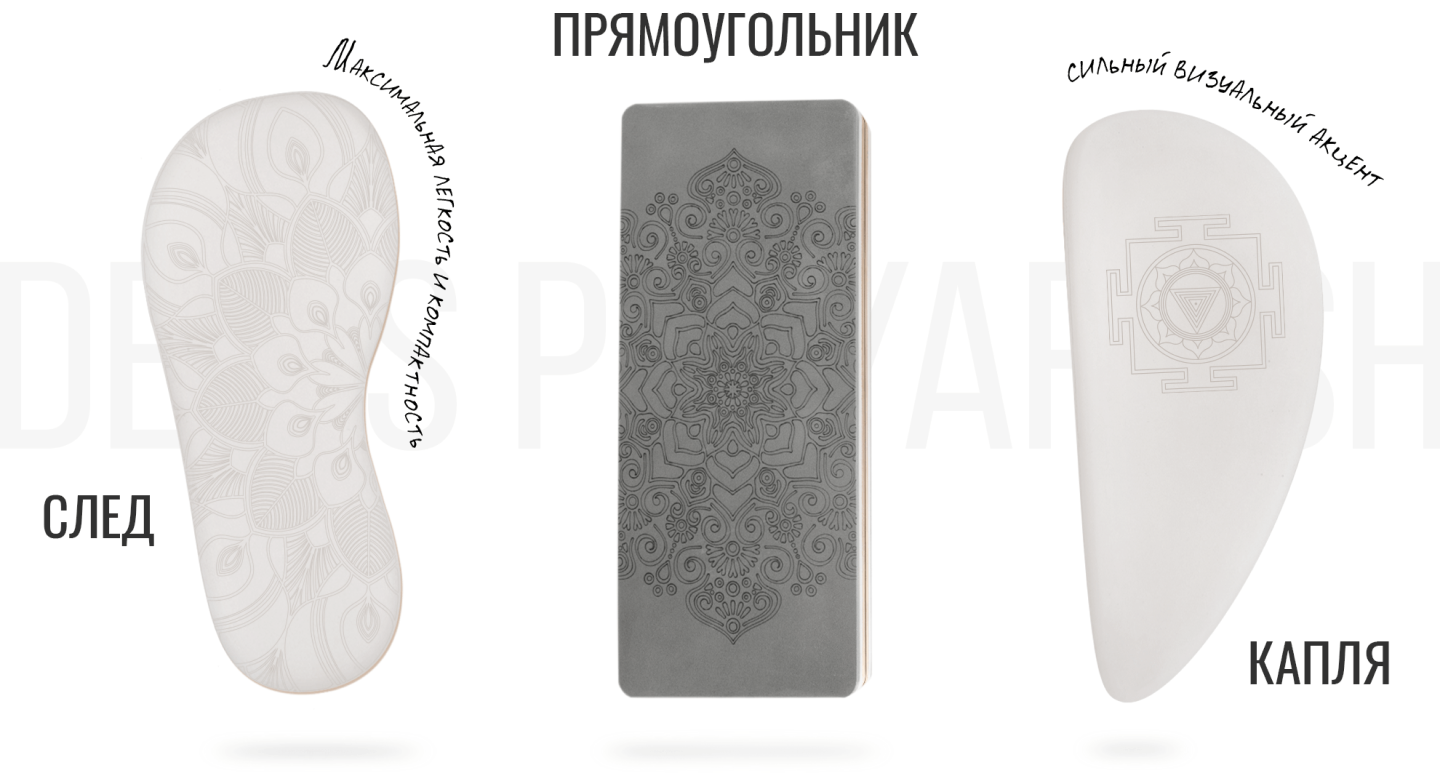 ПРЯМОУГОЛЬНИК
Максимальная легкость и компактность
сильный визуальный акцент
СЛЕД
КАПЛЯ